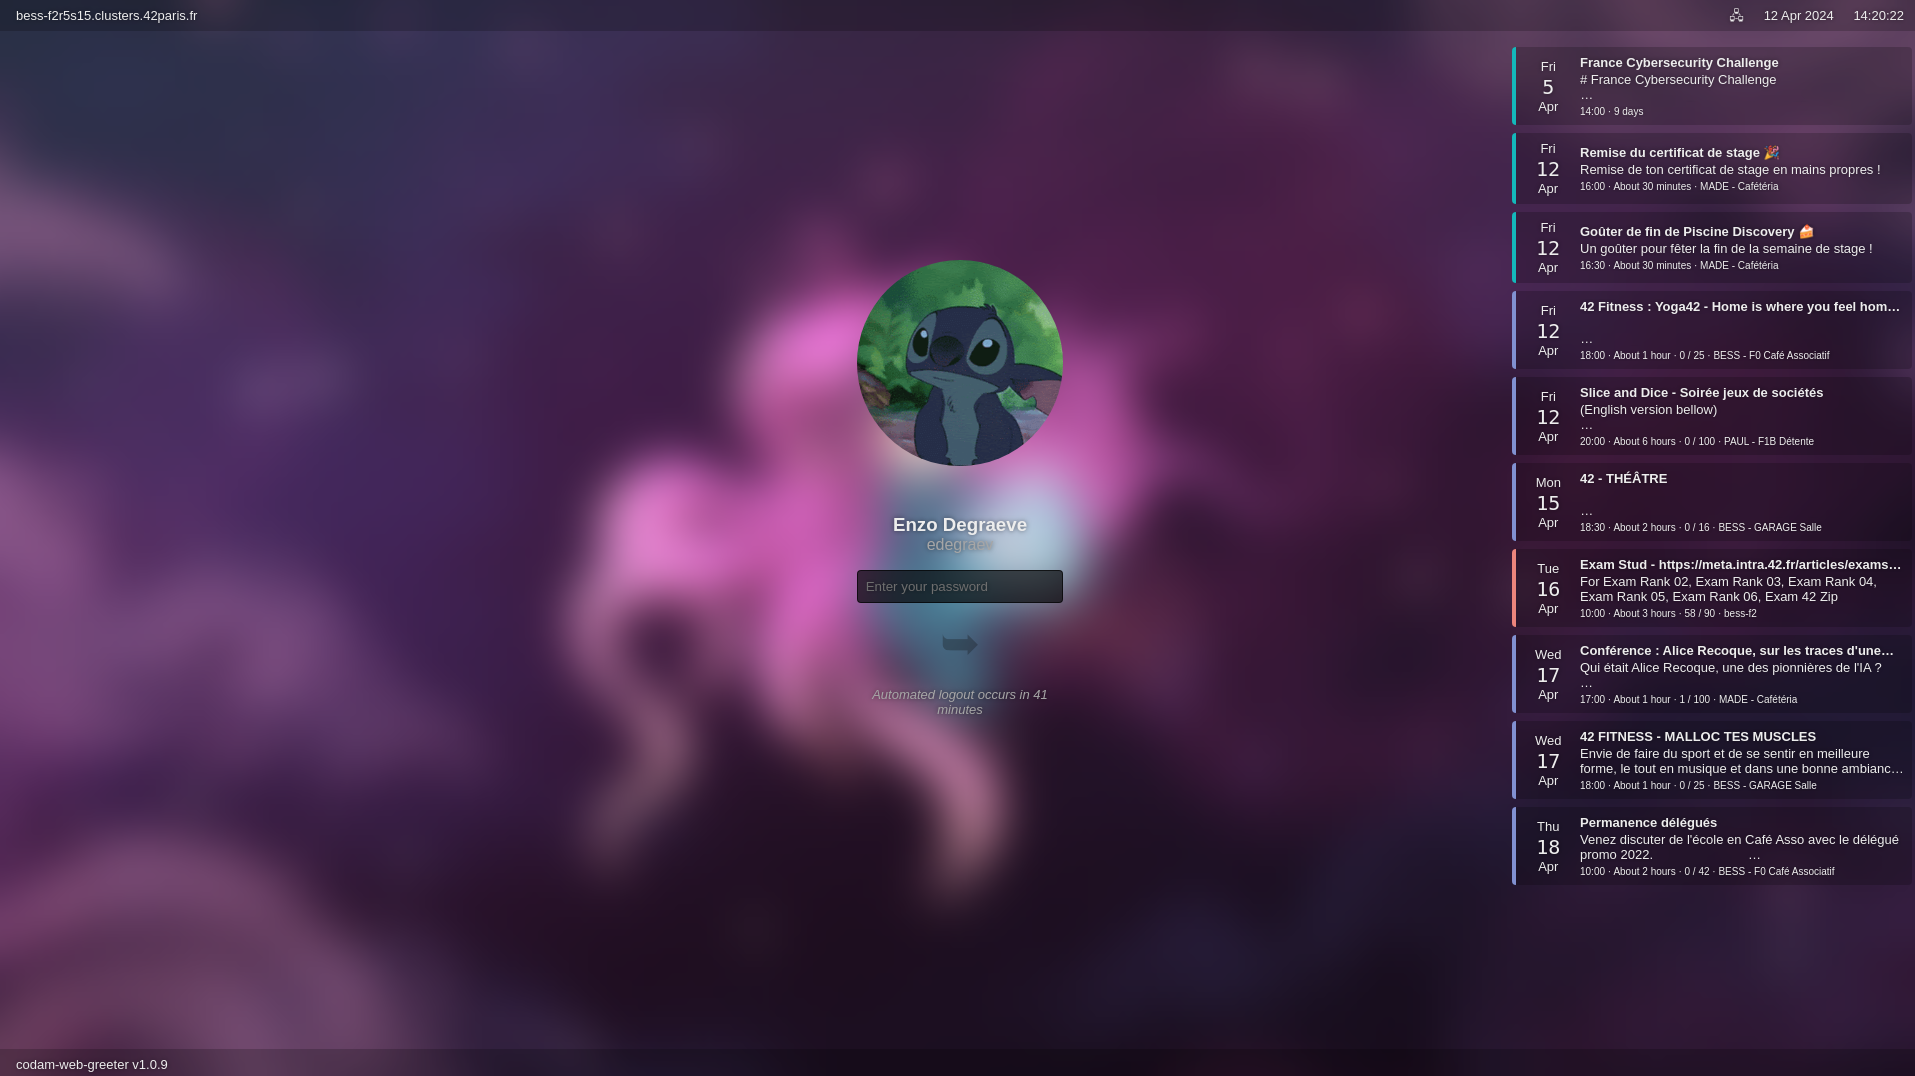 bess-f2r5s15.clusters.42paris.fr
12 Apr 2024 14:20:22
Fri
5
Apr
France Cybersecurity Challenge
# France Cybersecurity Challenge
…
14:00 · 9 days
Fri
12
Apr
Remise du certificat de stage 🎉
Remise de ton certificat de stage en mains propres !
16:00 · About 30 minutes · MADE - Cafétéria
Fri
12
Apr
Goûter de fin de Piscine Discovery 🍰
Un goûter pour fêter la fin de la semaine de stage !
16:30 · About 30 minutes · MADE - Cafétéria
Fri
12
Apr
42 Fitness : Yoga42 - Home is where you feel hom…
…
18:00 · About 1 hour · 0 / 25 · BESS - F0 Café Associatif
Fri
12
Apr
Slice and Dice - Soirée jeux de sociétés
(English version bellow)
…
20:00 · About 6 hours · 0 / 100 · PAUL - F1B Détente
Mon
15
Apr
42 - THÉÂTRE
…
18:30 · About 2 hours · 0 / 16 · BESS - GARAGE Salle
Tue
16
Apr
Exam Stud - https://meta.intra.42.fr/articles/exams…
For Exam Rank 02, Exam Rank 03, Exam Rank 04,
Exam Rank 05, Exam Rank 06, Exam 42 Zip
10:00 · About 3 hours · 58 / 90 · bess-f2
Wed
17
Apr
Conférence : Alice Recoque, sur les traces d'une…
Qui était Alice Recoque, une des pionnières de l'IA ?
…
17:00 · About 1 hour · 1 / 100 · MADE - Cafétéria
Wed
17
Apr
42 FITNESS - MALLOC TES MUSCLES
Envie de faire du sport et de se sentir en meilleure
forme, le tout en musique et dans une bonne ambianc…
18:00 · About 1 hour · 0 / 25 · BESS - GARAGE Salle
Thu
18
Apr
Permanence délégués
Venez discuter de l'école en Café Asso avec le délégué
promo 2022. …
10:00 · About 2 hours · 0 / 42 · BESS - F0 Café Associatif
Enzo Degraeve
edegraev
Enter your password
Automated logout occurs in 41
minutes
codam-web-greeter v1.0.9